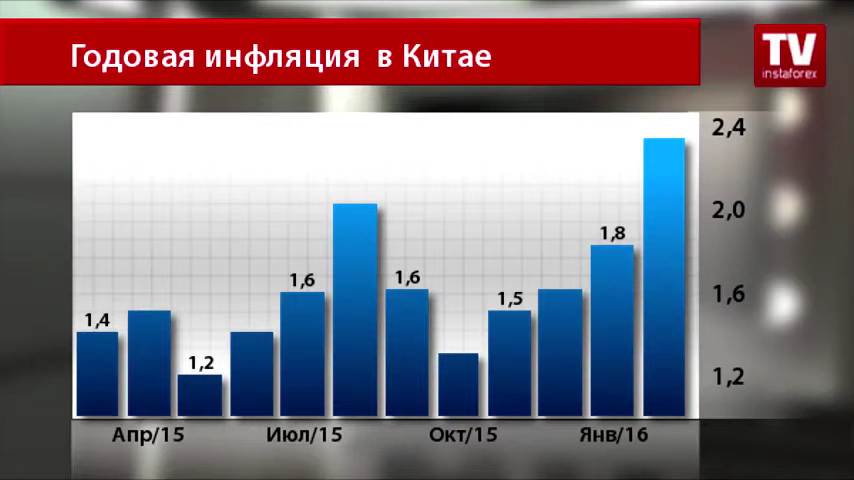 Годовая инфляция в Китае
TV
instaforex
2,4
2,0
1,8
1,6
1,6
1,6
1,5
1,4
1,2
1,2
Апр/15
Июл/15
Окт/15
Янв/16